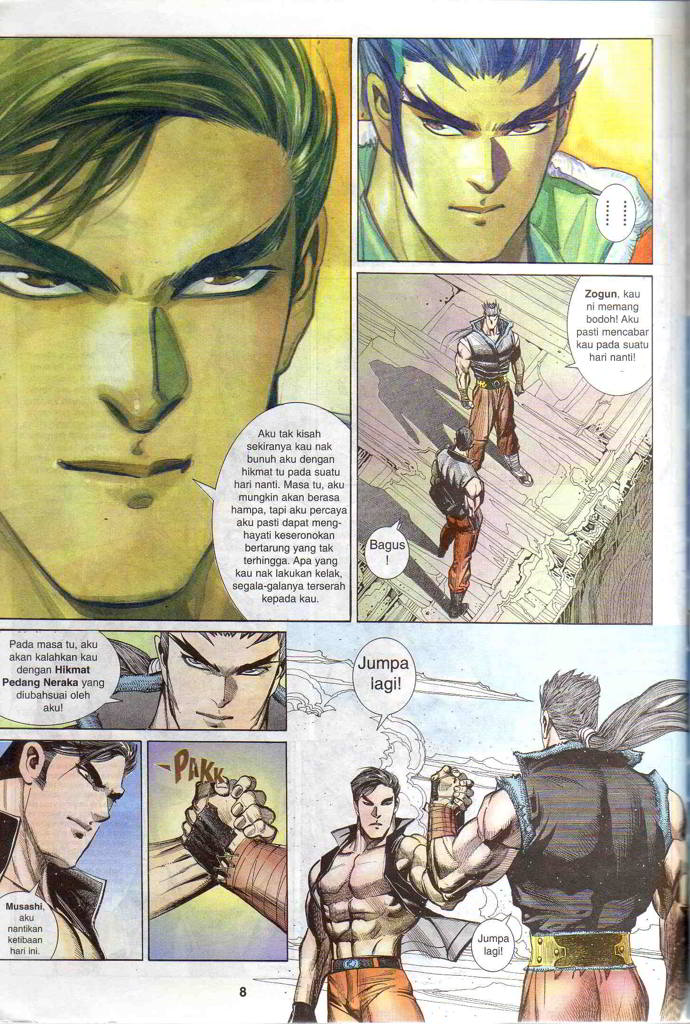 Aku tak kisah
sekiranya kau nak
bunuh aku dengan
hikmat tu pada suatu
hari nanti. Masa tu, aku
mungkin akan berasa
hampa, tapi aku percaya
aku pasti dapat meng-
hayati keseronokan
bertarung yang tak
terhingga. Apa yang
kau nak lakukan kelak,
segala-galanya terserah
kepada kau.
Zogun, kau
ni memang
bodoh! Aku
pasti mencabar
kau pada suatu
hari nanti!
Bagus
!
Pada masa tu, aku
akan kalahkan kau
dengan Hikmat
Pedang Neraka yang
diubahsuai oleh
aku!
Musashi,
aku
nantikan
ketibaan
hari ini.
PAKK
Jumpa
lagi!
Jumpa
lagi!
8